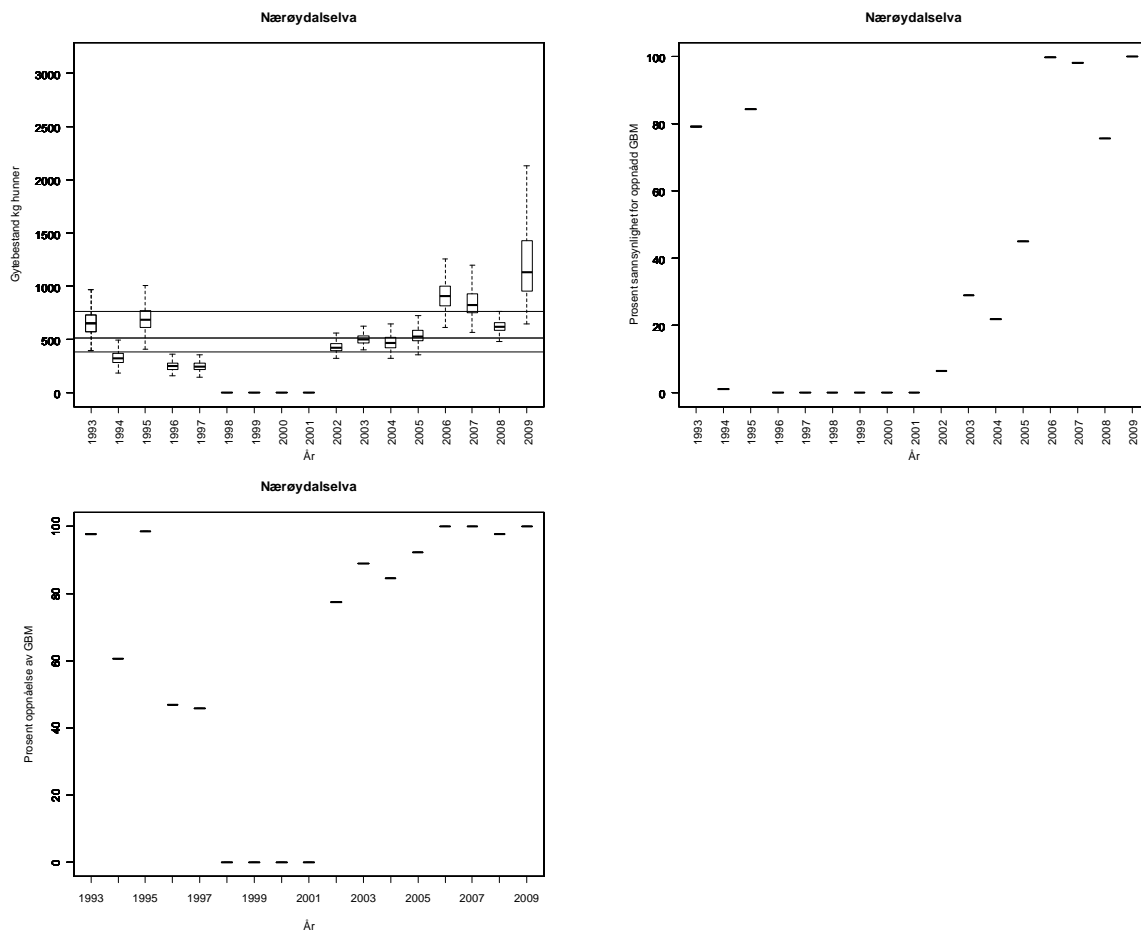 Nærøydalselva
Gytebestand kg hunner
3000
2500
2000
1500
1000
500
0
1993 1994 1995 1996 1997 1998 1999 2000 2001 2002 2003 2004 2005 2006 2007 2008 2009
År
Nærøydalselva
Prosent sannsynlighet for oppnådd GBM
100
80
60
40
20
0
1993 1994 1995 1996 1997 1998 1999 2000 2001 2002 2003 2004 2005 2006 2007 2008 2009
År
Nærøydalselva
Prosent oppnåelse av GBM
100
80
60
40
20
0
1993 1995 1997 1999 2001 2003 2005 2007 2009
År